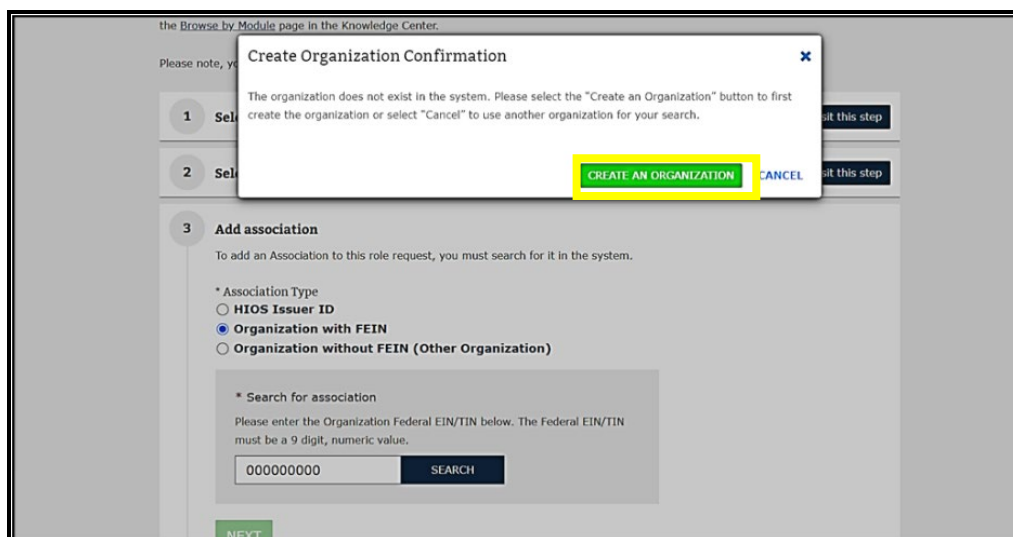 the Browse by Module page in the Knowledge Center.
Please note, yo
Create Organization Confirmation
The organization does not exist in the system. Please select the "Create an Organization" button to first
create the organization or select "Cancel" to use another organization for your search.
CREATE AN ORGANIZATION CANCEL
1 Sel sit this step
2 Sel sit this step
3 Add association
To add an Association to this role request, you must search for it in the system.
* Association Type
HIOS Issuer ID
Organization with FEIN
Organization without FEIN (Other Organization)
* Search for association
Please enter the Organization Federal EIN/TIN below. The Federal EIN/TIN
must be a 9 digit, numeric value.
000000000 SEARCH
NEXT